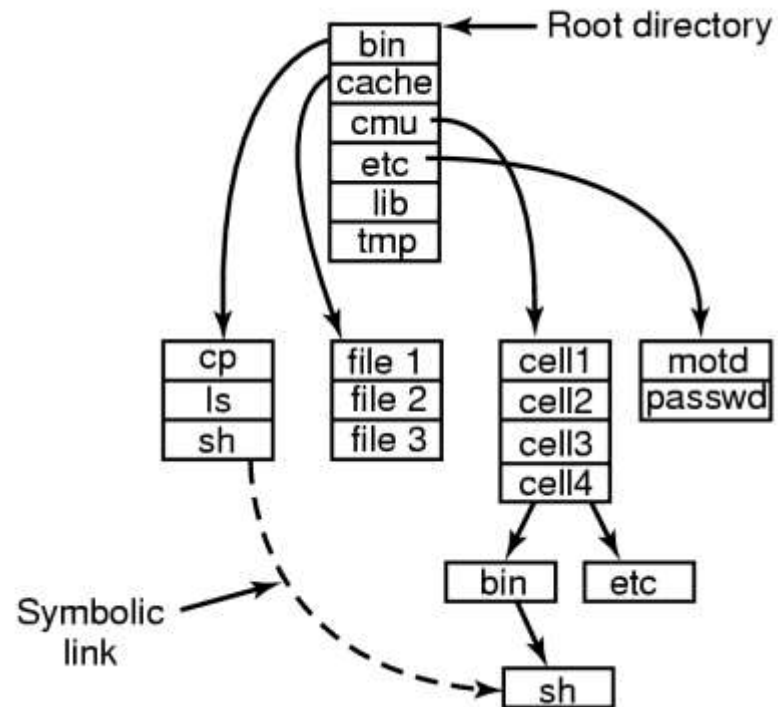 Root directory
bin
cache
cmu
etc
lib
tmp
cp
ls
sh
file 1
file 2
file 3
cell1
cell2
cell3
cell4
motd
passwd
bin
etc
Symbolic
link
sh